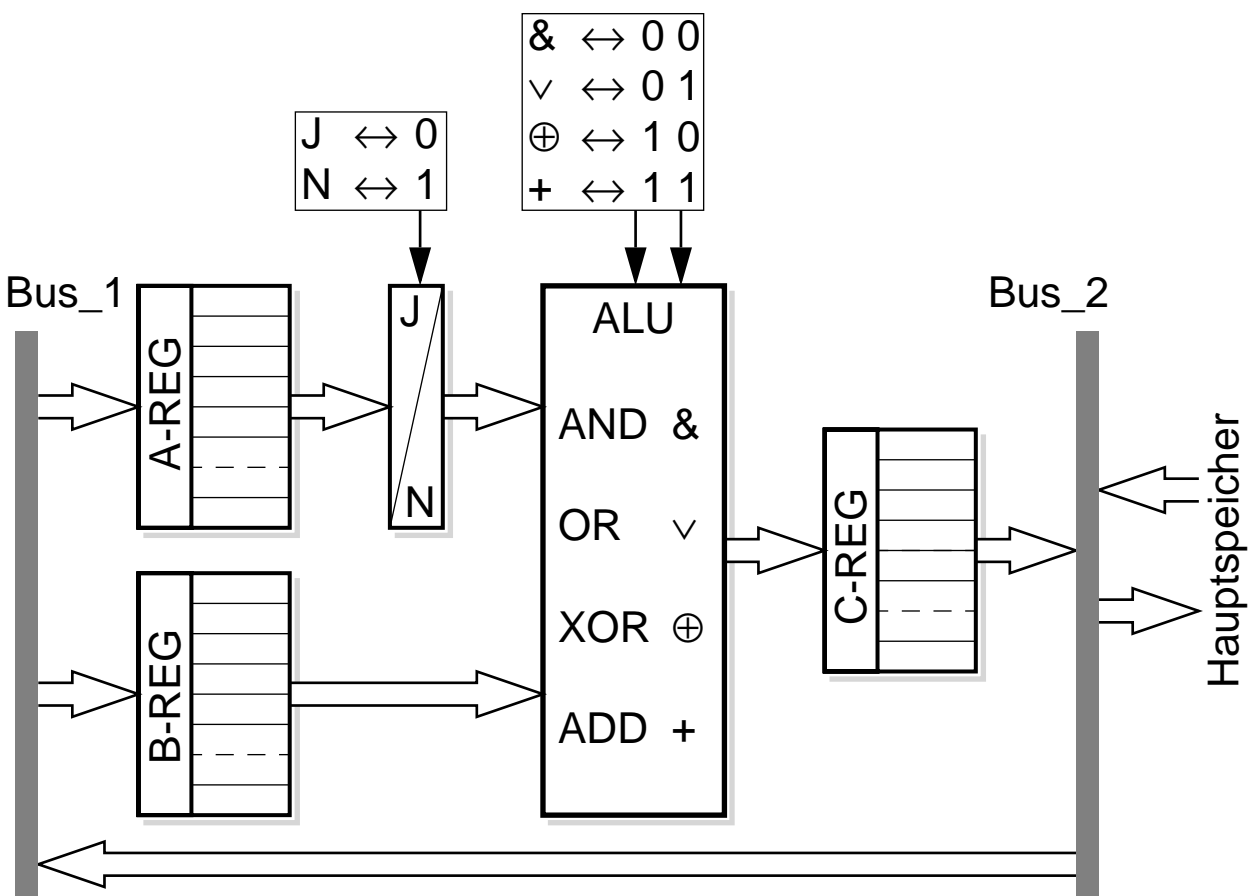 & ↔ 0 0
∨ ↔ 0 1
⊕ ↔ 1 0
+ ↔ 1 1
J ↔ 0
N ↔ 1
Bus_1
A-REG
J
N
ALU
AND &
OR ∨
XOR ⊕
ADD +
B-REG
C-REG
Bus_2
Hauptspeicher